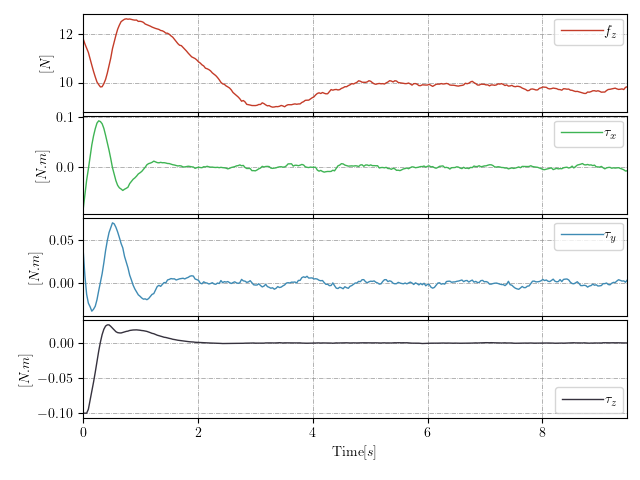 12
10
[N]
f_z
0.1
0.0
[N.m]
τ_x
0.05
0.00
[N.m]
τ_y
0.00
−0.05
−0.10
[N.m]
τ_z
0 2 4 6 8
Time[s]